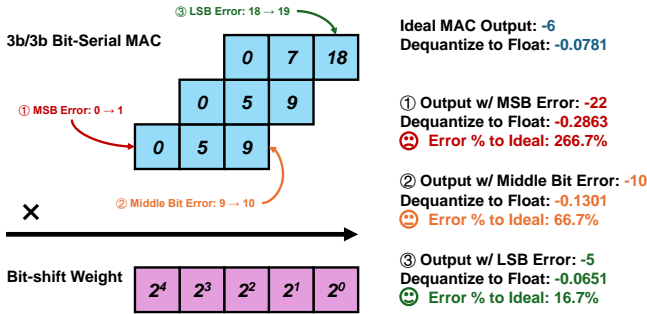 ③ LSB Error: 18 → 19
3b/3b Bit-Serial MAC
0 7 18
0 5 9
① MSB Error: 0 → 1
0 5 9
② Middle Bit Error: 9 → 10
×
Bit-shift Weight
2⁴ 2³ 2² 2¹ 2⁰
Ideal MAC Output: -6
Dequantize to Float: -0.0781
① Output w/ MSB Error: -22
Dequantize to Float: -0.2863
Error % to Ideal: 266.7%
② Output w/ Middle Bit Error: -10
Dequantize to Float: -0.1301
Error % to Ideal: 66.7%
③ Output w/ LSB Error: -5
Dequantize to Float: -0.0651
Error % to Ideal: 16.7%